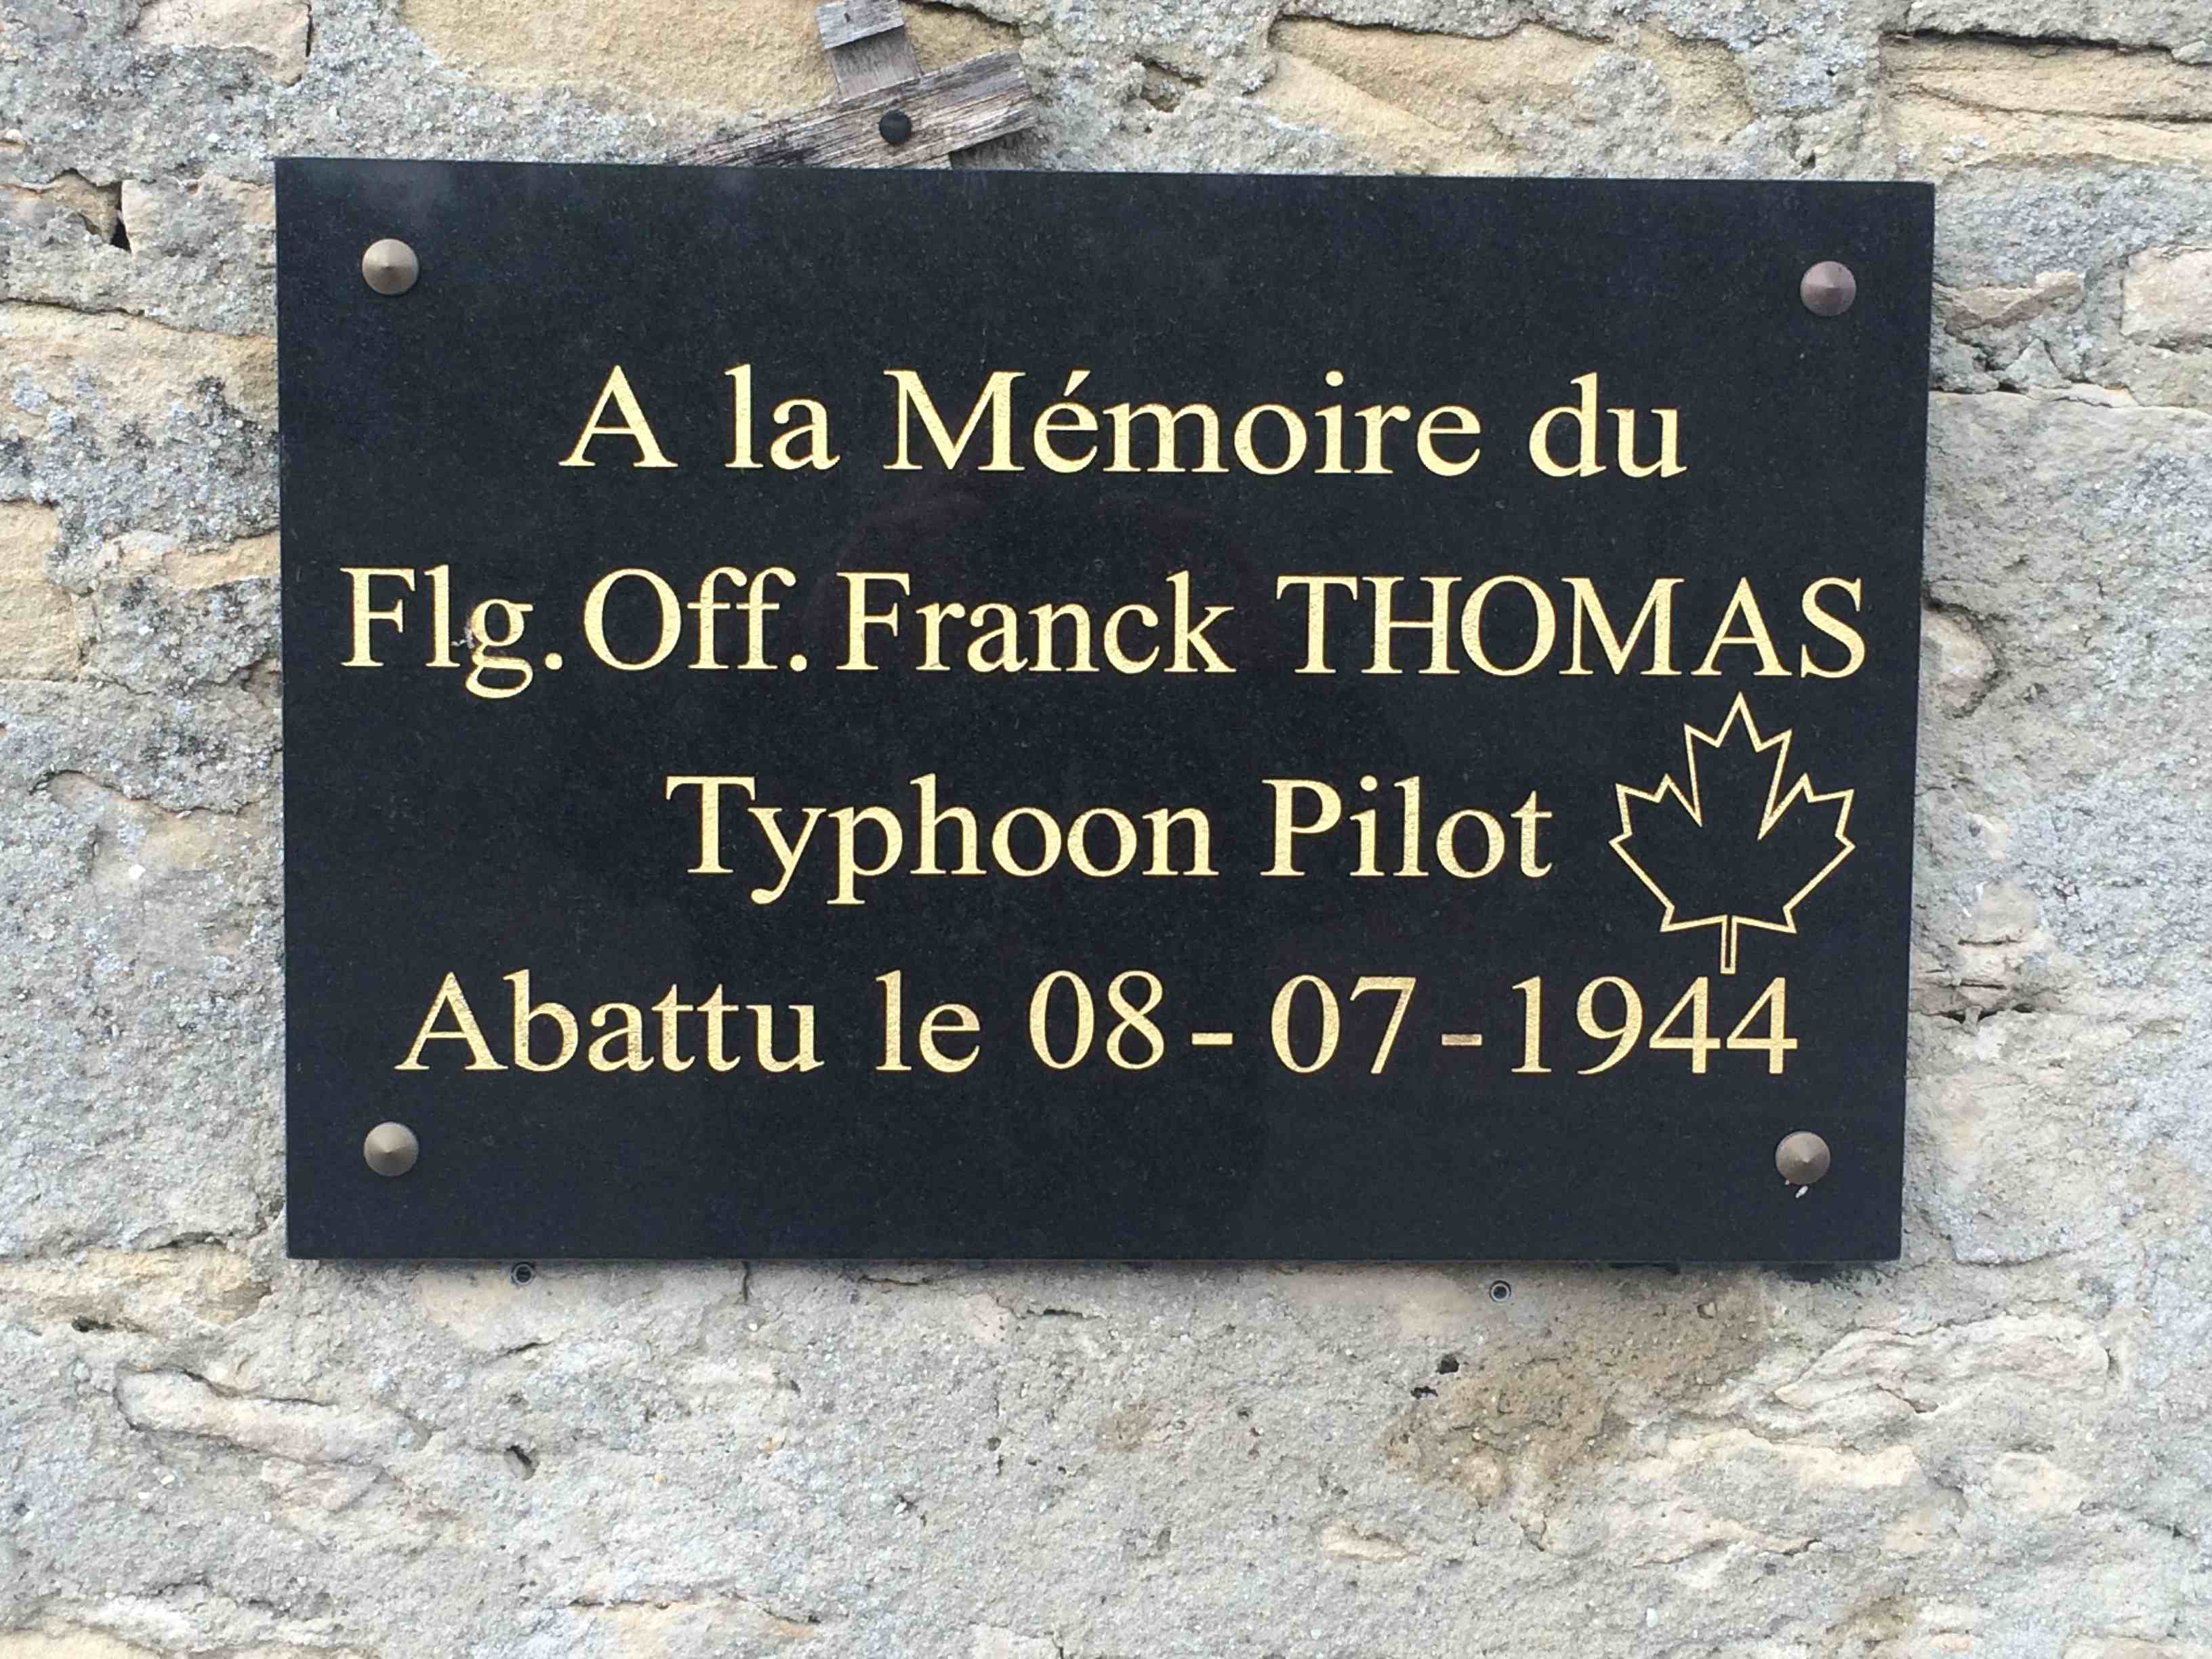 A la Mémoire du
Flg. Off. Franck THOMAS
Typhoon Pilot
Abattu le 08-07-1944